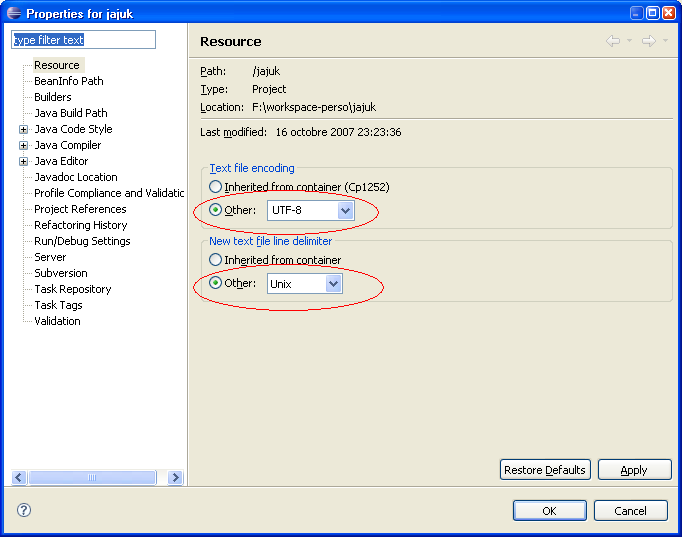 Properties for jajuk
type filter text
Resource
BeanInfo Path
Builders
Java Build Path
Java Code Style
Java Compiler
Java Editor
Javadoc Location
Profile Compliance and Validatic
Project References
Refactoring History
Run/Debug Settings
Server
Subversion
Task Repository
Task Tags
Validation
Resource
Path: /jajuk
Type: Project
Location: F:\workspace-perso\jajuk
Last modified: 16 octobre 2007 23:23:36
Text file encoding
Inherited from container (Cp1252)
Other: UTF-8
New text file line delimiter
Inherited from container
Other: Unix
Restore Defaults Apply
? OK Cancel